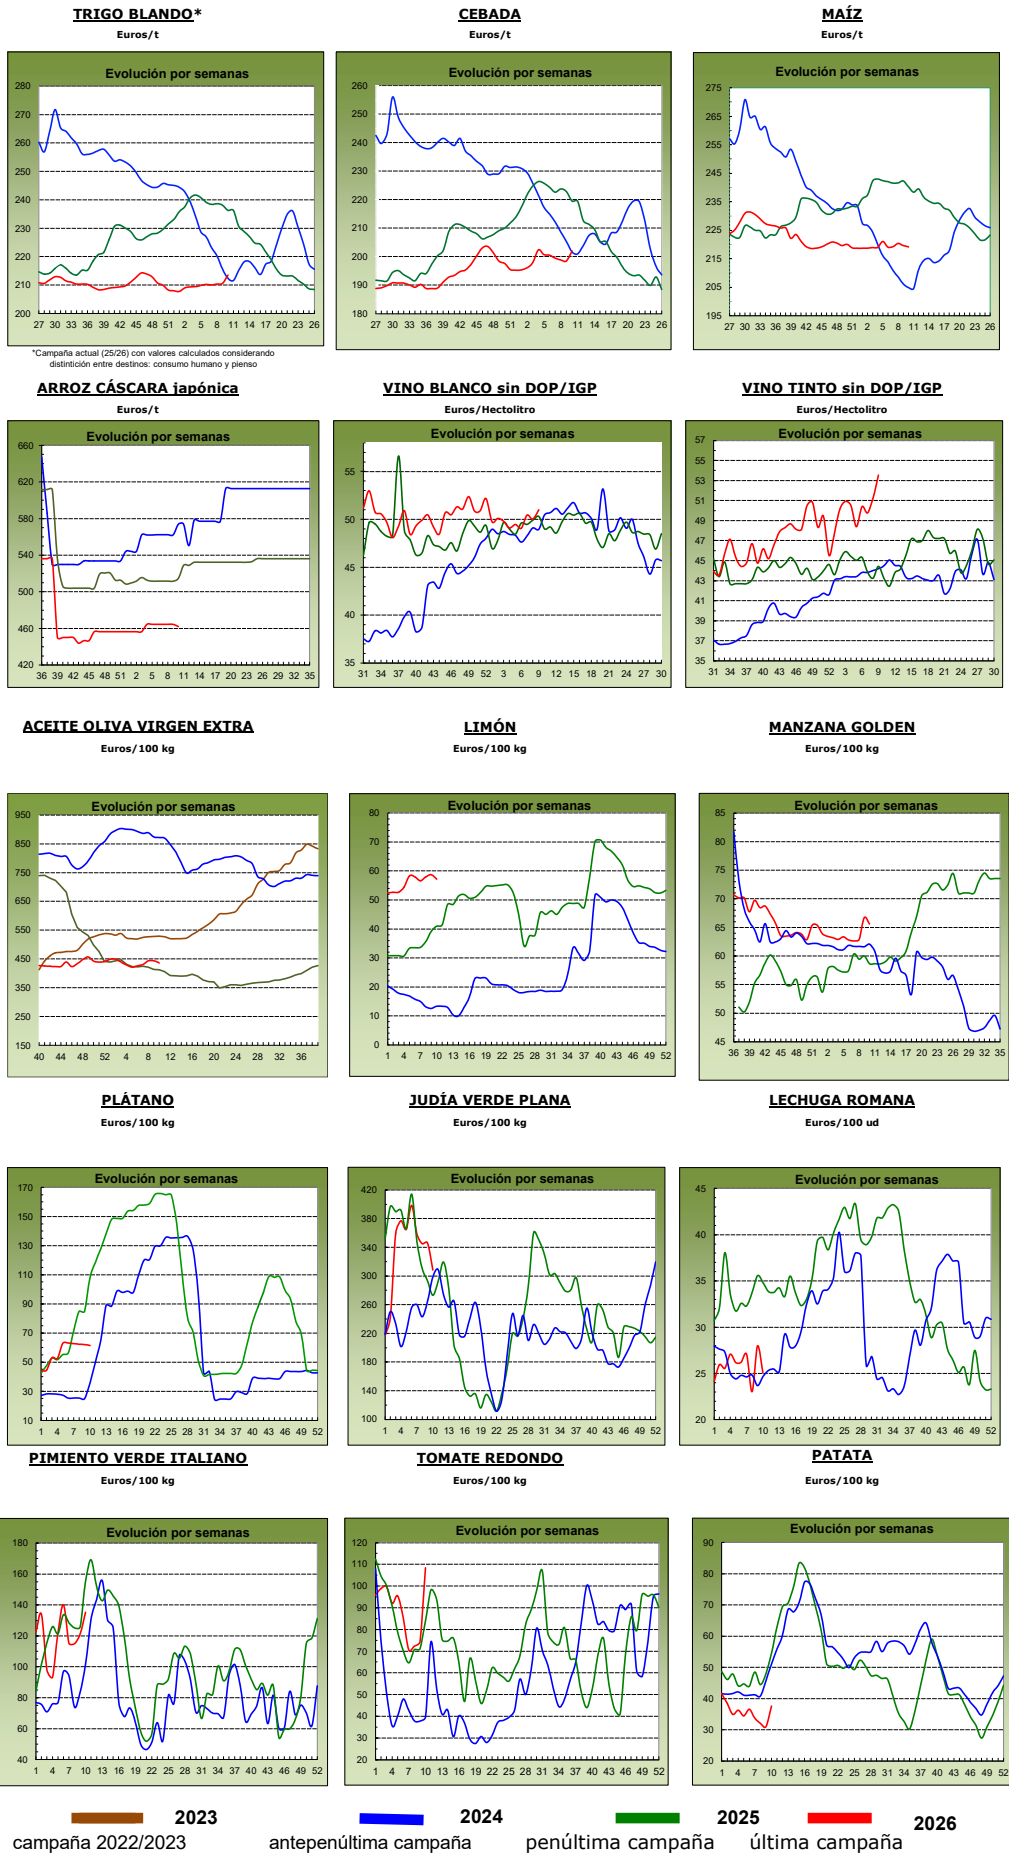 TRIGO BLANDO* CEBADA MAÍZ
Euros/t Euros/t Euros/t
Evolución por semanas Evolución por semanas Evolución por semanas
280 270 260 250 240 230 220 210 200
27 30 33 36 39 42 45 48 51 2 5 8 11 14 17 20 23 26
260 250 240 230 220 210 200 190 180
27 30 33 36 39 42 45 48 51 2 5 8 11 14 17 20 23 26
275 265 255 245 235 225 215 205 195
27 30 33 36 39 42 45 48 51 2 5 8 11 14 17 20 23 26
*Campaña actual (25/26) con valores calculados considerando
distintición entre destinos: consumo humano y pienso
ARROZ CÁSCARA japónica VINO BLANCO sin DOP/IGP VINO TINTO sin DOP/IGP
Euros/t Euros/Hectolitro Euros/Hectolitro
Evolución por semanas Evolución por semanas Evolución por semanas
660 620 580 540 500 460 420
36 39 42 45 48 51 2 5 8 11 14 17 20 23 26 29 32 35
55 50 45 40 35
31 34 37 40 43 46 49 52 3 6 9 12 15 18 21 24 27 30
57 55 53 51 49 47 45 43 41 39 37 35
31 34 37 40 43 46 49 52 3 6 9 12 15 18 21 24 27 30
ACEITE OLIVA VIRGEN EXTRA LIMÓN MANZANA GOLDEN
Euros/100 kg Euros/100 kg Euros/100 kg
Evolución por semanas Evolución por semanas Evolución por semanas
950 850 750 650 550 450 350 250 150
40 44 48 52 4 8 12 16 20 24 28 32 36
80 70 60 50 40 30 20 10 0
1 4 7 10 13 16 19 22 25 28 31 34 37 40 43 46 49 52
85 80 75 70 65 60 55 50 45
36 39 42 45 48 51 2 5 8 11 14 17 20 23 26 29 32 35
PLÁTANO JUDÍA VERDE PLANA LECHUGA ROMANA
Euros/100 kg Euros/100 kg Euros/100 ud
Evolución por semanas Evolución por semanas Evolución por semanas
170 150 130 110 90 70 50 30 10
1 4 7 10 13 16 19 22 25 28 31 34 37 40 43 46 49 52
420 380 340 300 260 220 180 140 100
1 4 7 10 13 16 19 22 25 28 31 34 37 40 43 46 49 52
45 40 35 30 25 20
1 4 7 10 13 16 19 22 25 28 31 34 37 40 43 46 49 52
PIMIENTO VERDE ITALIANO TOMATE REDONDO PATATA
Euros/100 kg Euros/100 kg Euros/100 kg
Evolución por semanas Evolución por semanas Evolución por semanas
180 160 140 120 100 80 60 40
1 4 7 10 13 16 19 22 25 28 31 34 37 40 43 46 49 52
120 110 100 90 80 70 60 50 40 30 20
1 4 7 10 13 16 19 22 25 28 31 34 37 40 43 46 49 52
90 80 70 60 50 40 30 20
1 4 7 10 13 16 19 22 25 28 31 34 37 40 43 46 49 52
2023 2024 2025 2026
campaña 2022/2023 antepenúltima campaña penúltima campaña última campaña